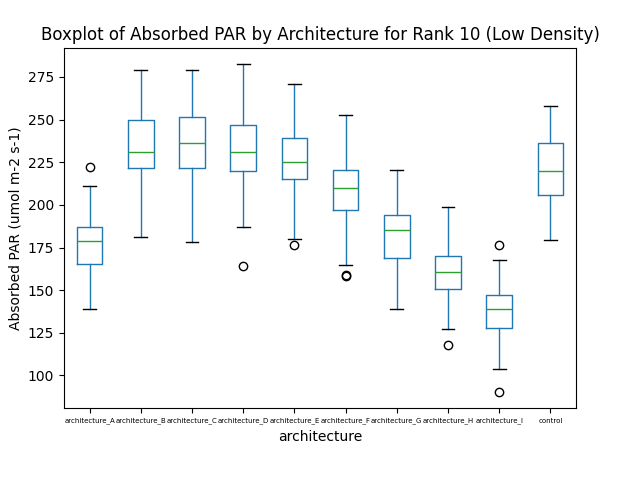 Boxplot of Absorbed PAR by Architecture for Rank 10 (Low Density)
Absorbed PAR (umol m-2 s-1)
275
250
225
200
175
150
125
100
architecture_A architecture_B architecture_C architecture_D architecture_E architecture_F architecture_G architecture_H architecture_I control
architecture